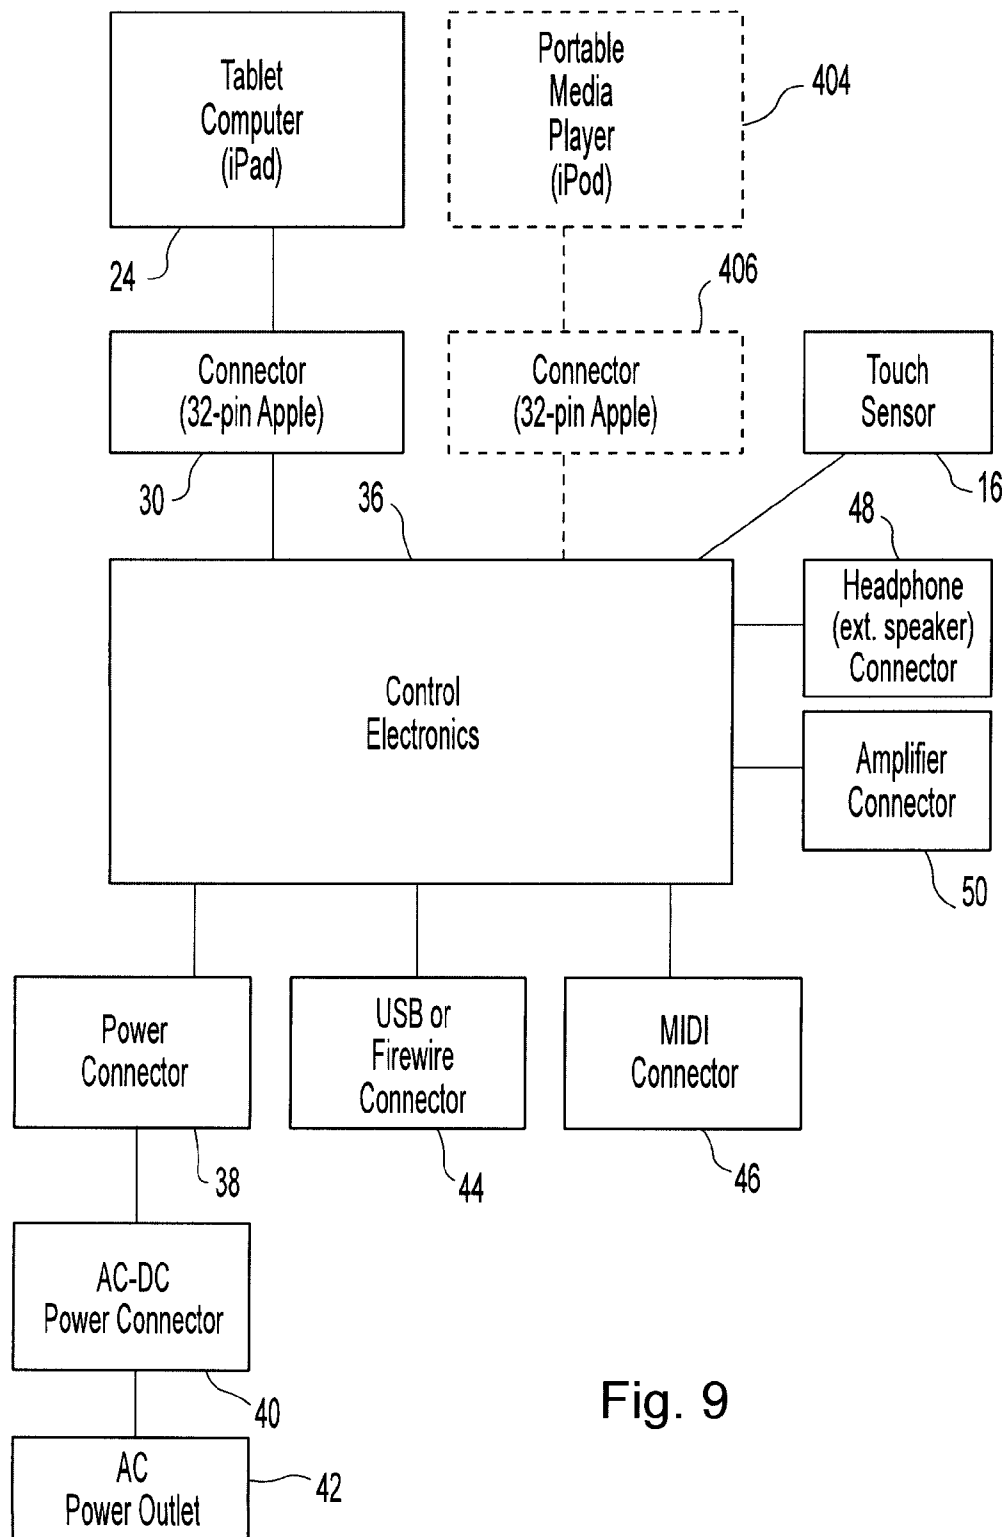 Tablet
Computer
(iPad)
24
Portable
Media
Player
(iPod)
404
Connector
(32-pin Apple)
30
Connector
(32-pin Apple)
406
Touch
Sensor
16
36
Control
Electronics
48
Headphone
(ext. speaker)
Connector
Amplifier
Connector
50
Power
Connector
38
USB or
Firewire
Connector
44
MIDI
Connector
46
AC-DC
Power Connector
40
AC
Power Outlet
42
Fig. 9